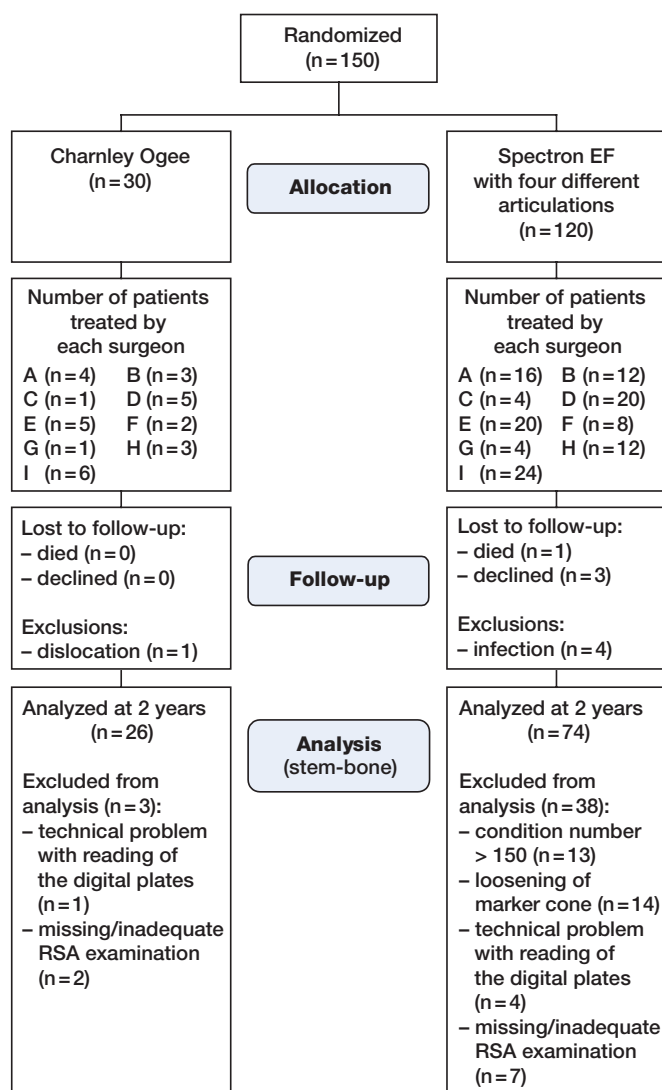 Randomized
(n=150)
Charnley Ogee
(n=30)
Allocation
Spectron EF
with four different
articulations
(n=120)
Number of patients
treated by
each surgeon
A (n=4) B (n=3)
C (n=1) D (n=5)
E (n=5) F (n=2)
G (n=1) H (n=3)
I (n=6)
Number of patients
treated by
each surgeon
A (n=16) B (n=12)
C (n=4) D (n=20)
E (n=20) F (n=8)
G (n=4) H (n=12)
I (n=24)
Lost to follow-up:
– died (n=0)
– declined (n=0)
Exclusions:
– dislocation (n=1)
Follow-up
Lost to follow-up:
– died (n=1)
– declined (n=3)
Exclusions:
– infection (n=4)
Analyzed at 2 years
(n=26)
Excluded from
analysis (n=3):
– technical problem
with reading of
the digital plates
(n=1)
– missing/inadequate
RSA examination
(n=2)
Analysis
(stem-bone)
Analyzed at 2 years
(n=74)
Excluded from
analysis (n=38):
– condition number
> 150 (n=13)
– loosening of
marker cone (n=14)
– technical problem
with reading of
the digital plates
(n=4)
– missing/inadequate
RSA examination
(n=7)